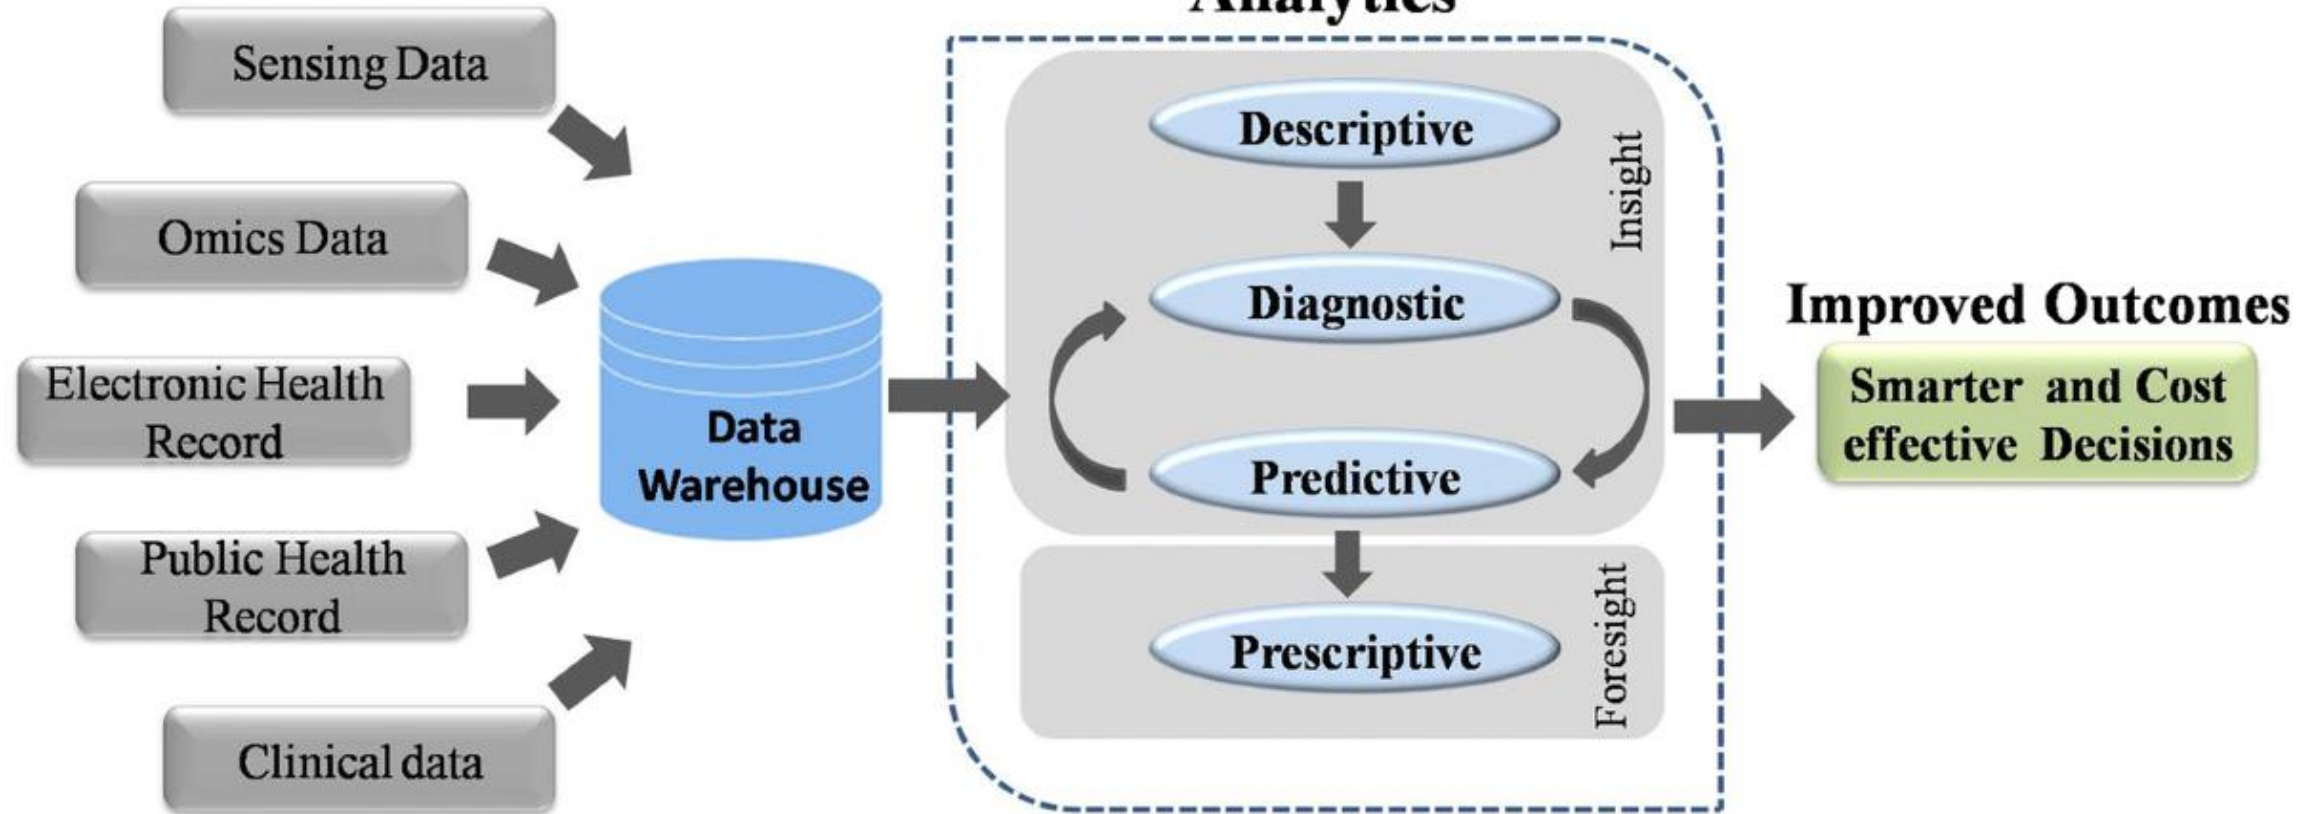 Analytics
Sensing Data
Omics Data
Electronic Health
Record
Public Health
Record
Clinical data
Data
Warehouse
Descriptive
Diagnostic
Predictive
Insight
Prescriptive
Foresight
Improved Outcomes
Smarter and Cost
effective Decisions